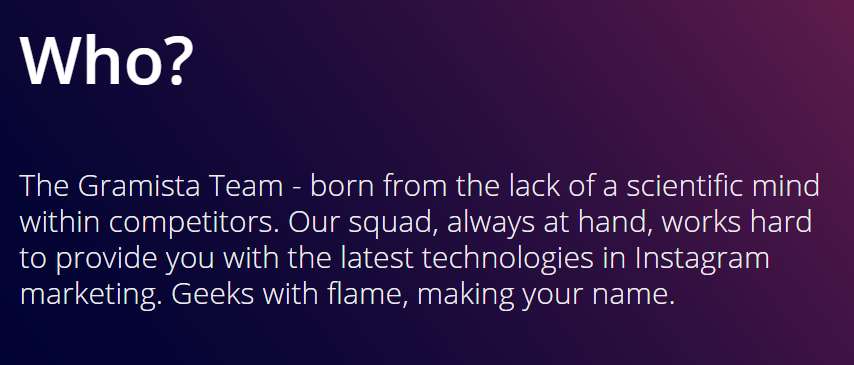 Who?
The Gramista Team - born from the lack of a scientific mind
within competitors. Our squad, always at hand, works hard
to provide you with the latest technologies in Instagram
marketing. Geeks with flame, making your name.